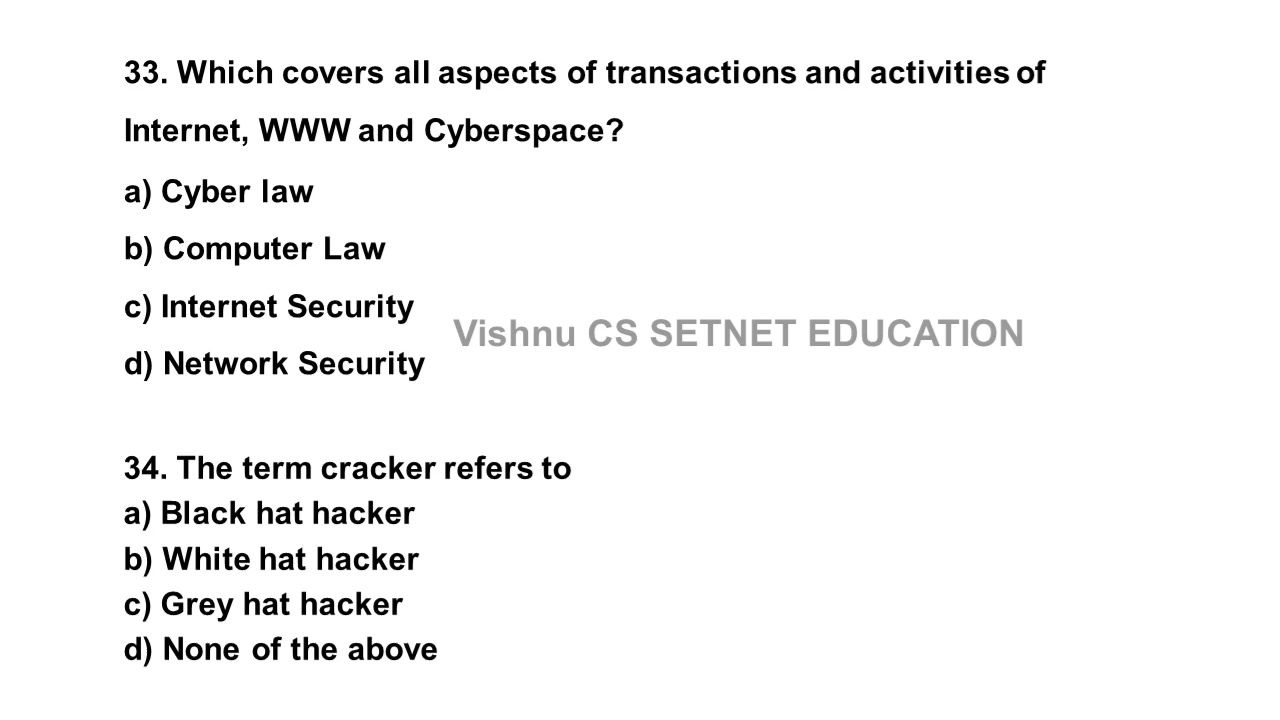 33. Which covers all aspects of transactions and activities of
Internet, WWW and Cyberspace?
a) Cyber law
b) Computer Law
c) Internet Security
Vishnu CS SETNET EDUCATION
d) Network Security
34. The term cracker refers to
a) Black hat hacker
b) White hat hacker
c) Grey hat hacker
d) None of the above